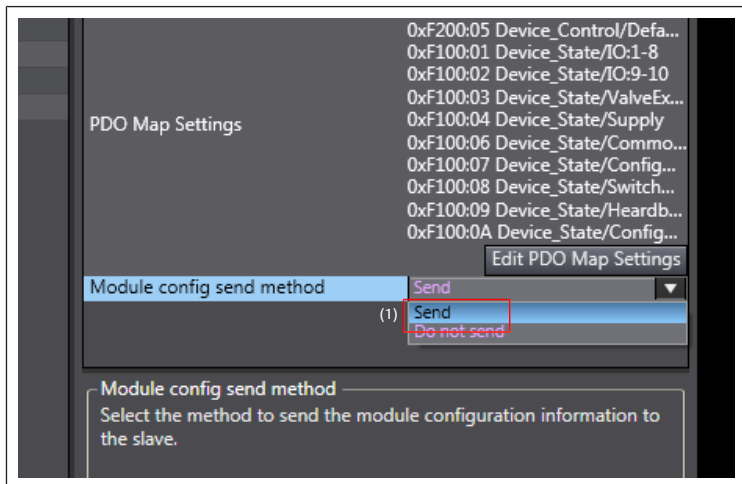 0xF200:05 Device_Control/Defa...
0xF100:01 Device_State/IO:1-8
0xF100:02 Device_State/IO:9-10
0xF100:03 Device_State/ValveEx...
PDO Map Settings
0xF100:04 Device_State/Supply
0xF100:06 Device_State/Commo...
0xF100:07 Device_State/Config...
0xF100:08 Device_State/Switch...
0xF100:09 Device_State/Heardb...
0xF100:0A Device_State/Config...
Edit PDO Map Settings
Module config send method Send
(1) Send
Do not send
Module config send method
Select the method to send the module configuration information to
the slave.